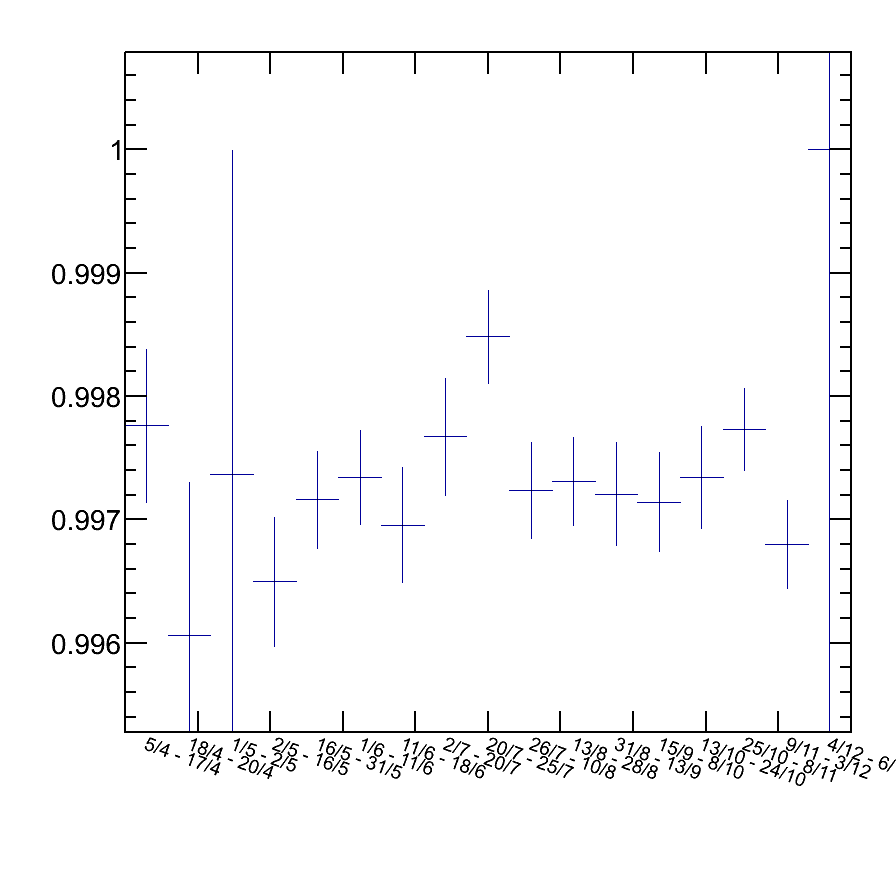 1
0.999
0.998
0.997
0.996
5/4 - 17/4
18/4 - 20/4
1/5 - 2/5
2/5 - 16/5
16/5 - 31/5
1/6 - 11/6
11/6 - 18/6
2/7 - 20/7
20/7 - 25/7
26/7 - 10/8
13/8 - 28/8
31/8 - 13/9
15/9 - 8/10
13/10 - 24/10
25/10 - 8/11
9/11 - 3/12
4/12 - 6/